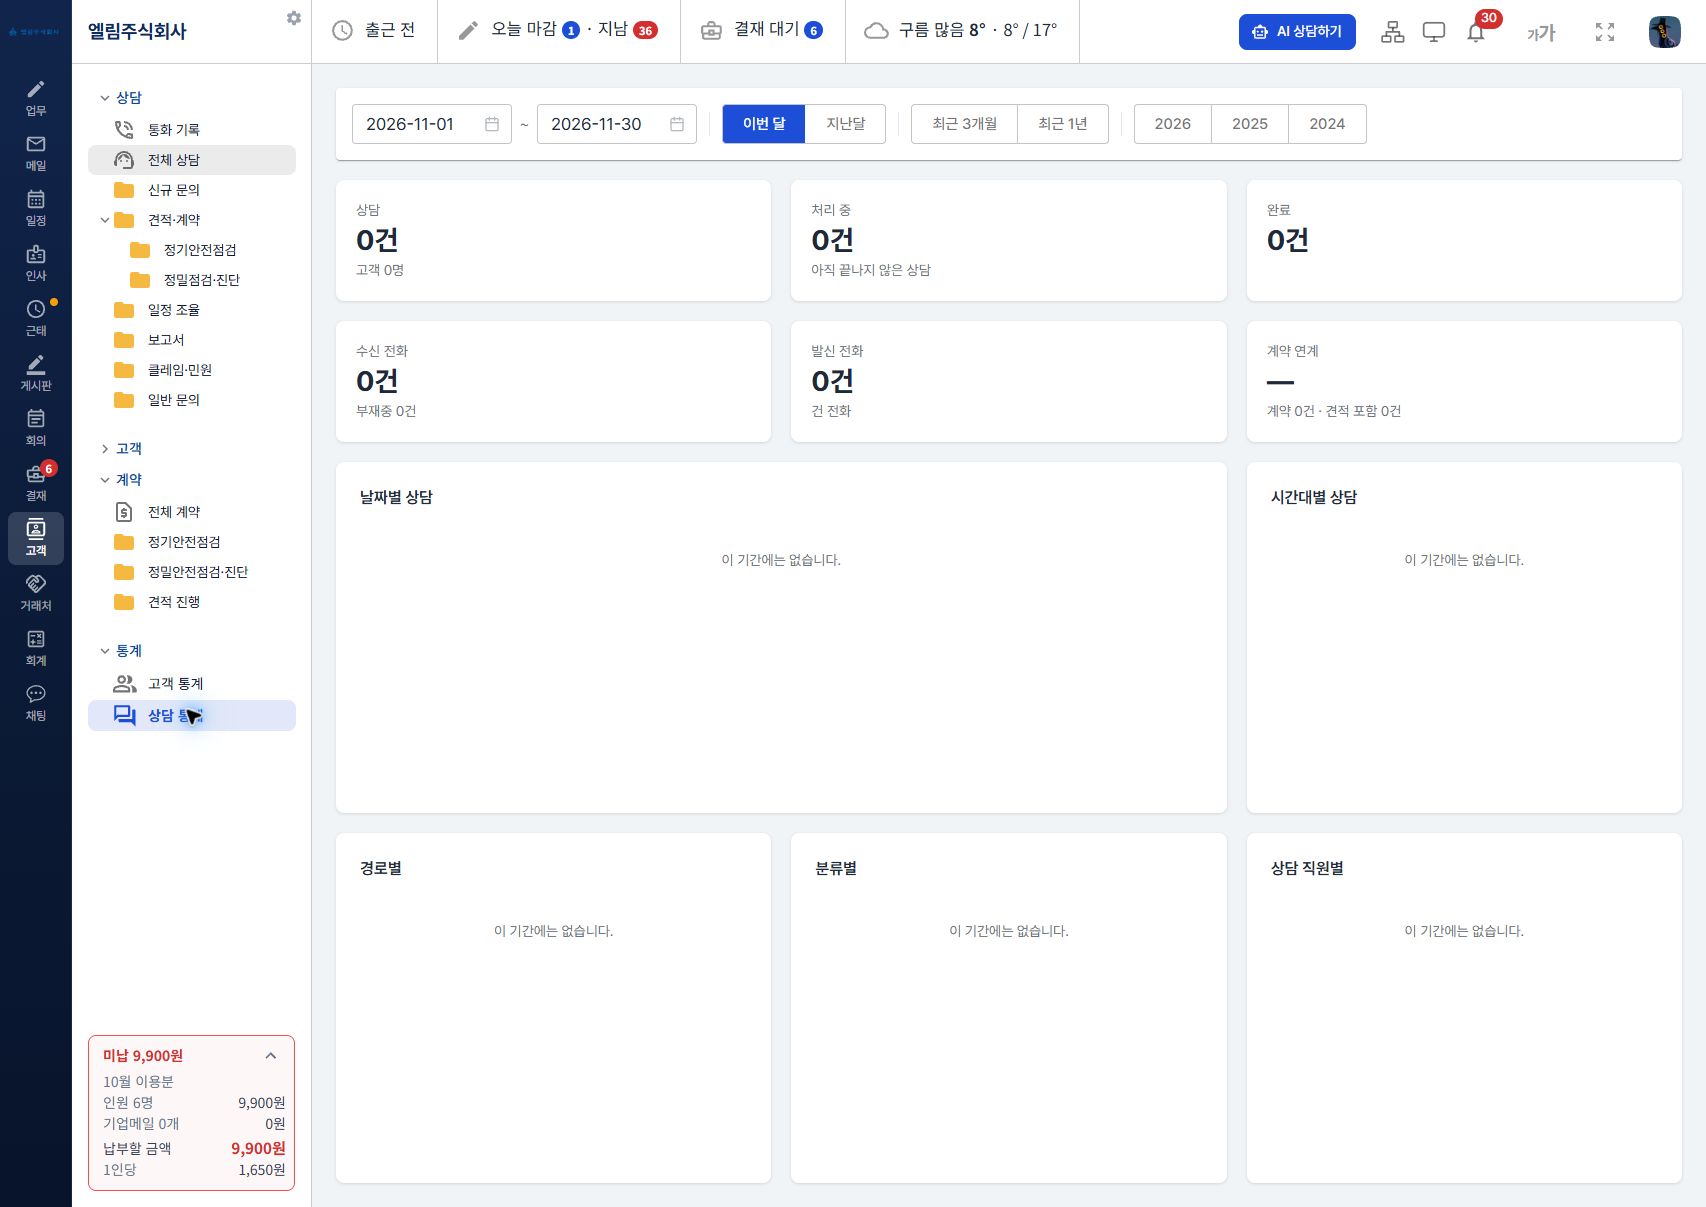 엘림주식회사
엘림주식회사
출근 전
오늘 마감 1 · 지남 36
결재 대기 6
구름 많음 8° · 8° / 17°
AI 상담하기
30
가가
업무
메일
일정
인사
근태
게시판
회의
6
결재
고객
거래처
회계
채팅
상담
통화 기록
전체 상담
신규 문의
견적·계약
정기안전점검
정밀점검·진단
일정 조율
보고서
클레임·민원
일반 문의
고객
계약
전체 계약
정기안전점검
정밀안전점검·진단
견적 진행
통계
고객 통계
상담
미납 9,900원
10월 이용분
인원 6명 9,900원
기업메일 0개 0원
납부할 금액 9,900원
1인당 1,650원
2026-11-01 ~ 2026-11-30 이번 달 지난달 최근 3개월 최근 1년 2026 2025 2024
상담
0건
고객 0명
처리 중
0건
아직 끝나지 않은 상담
완료
0건
수신 전화
0건
부재중 0건
발신 전화
0건
건 전화
계약 연계
—
계약 0건 · 견적 포함 0건
날짜별 상담
이 기간에는 없습니다.
시간대별 상담
이 기간에는 없습니다.
경로별
이 기간에는 없습니다.
분류별
이 기간에는 없습니다.
상담 직원별
이 기간에는 없습니다.